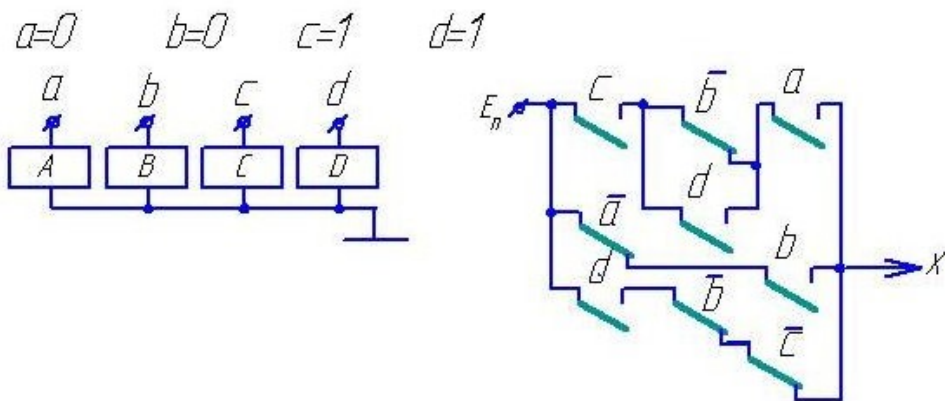 a=0 b=0 c=1 d=1
a b c d
A B C D
Eп c b̅ a
d
a̅
b
d
b̅
c̅
X